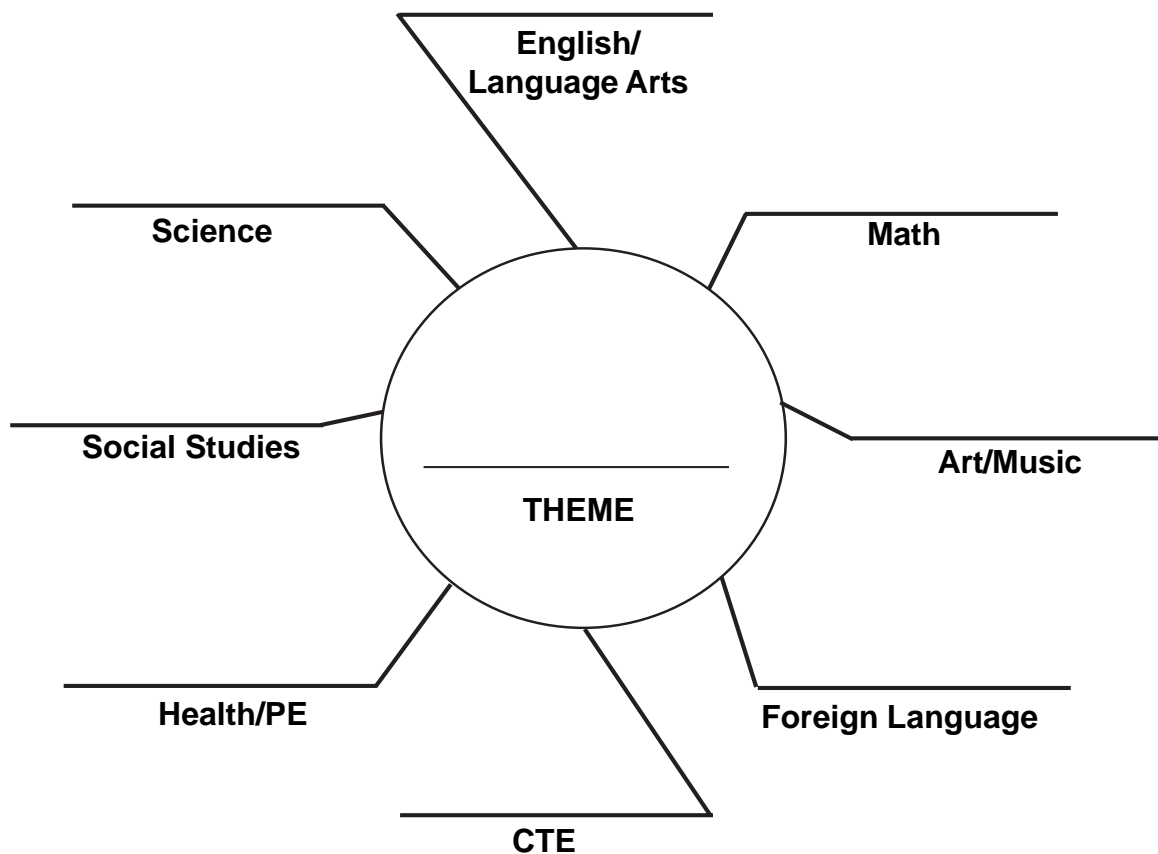 English/
Language Arts
Science
Math
Social Studies
Art/Music
THEME
Health/PE
Foreign Language
CTE